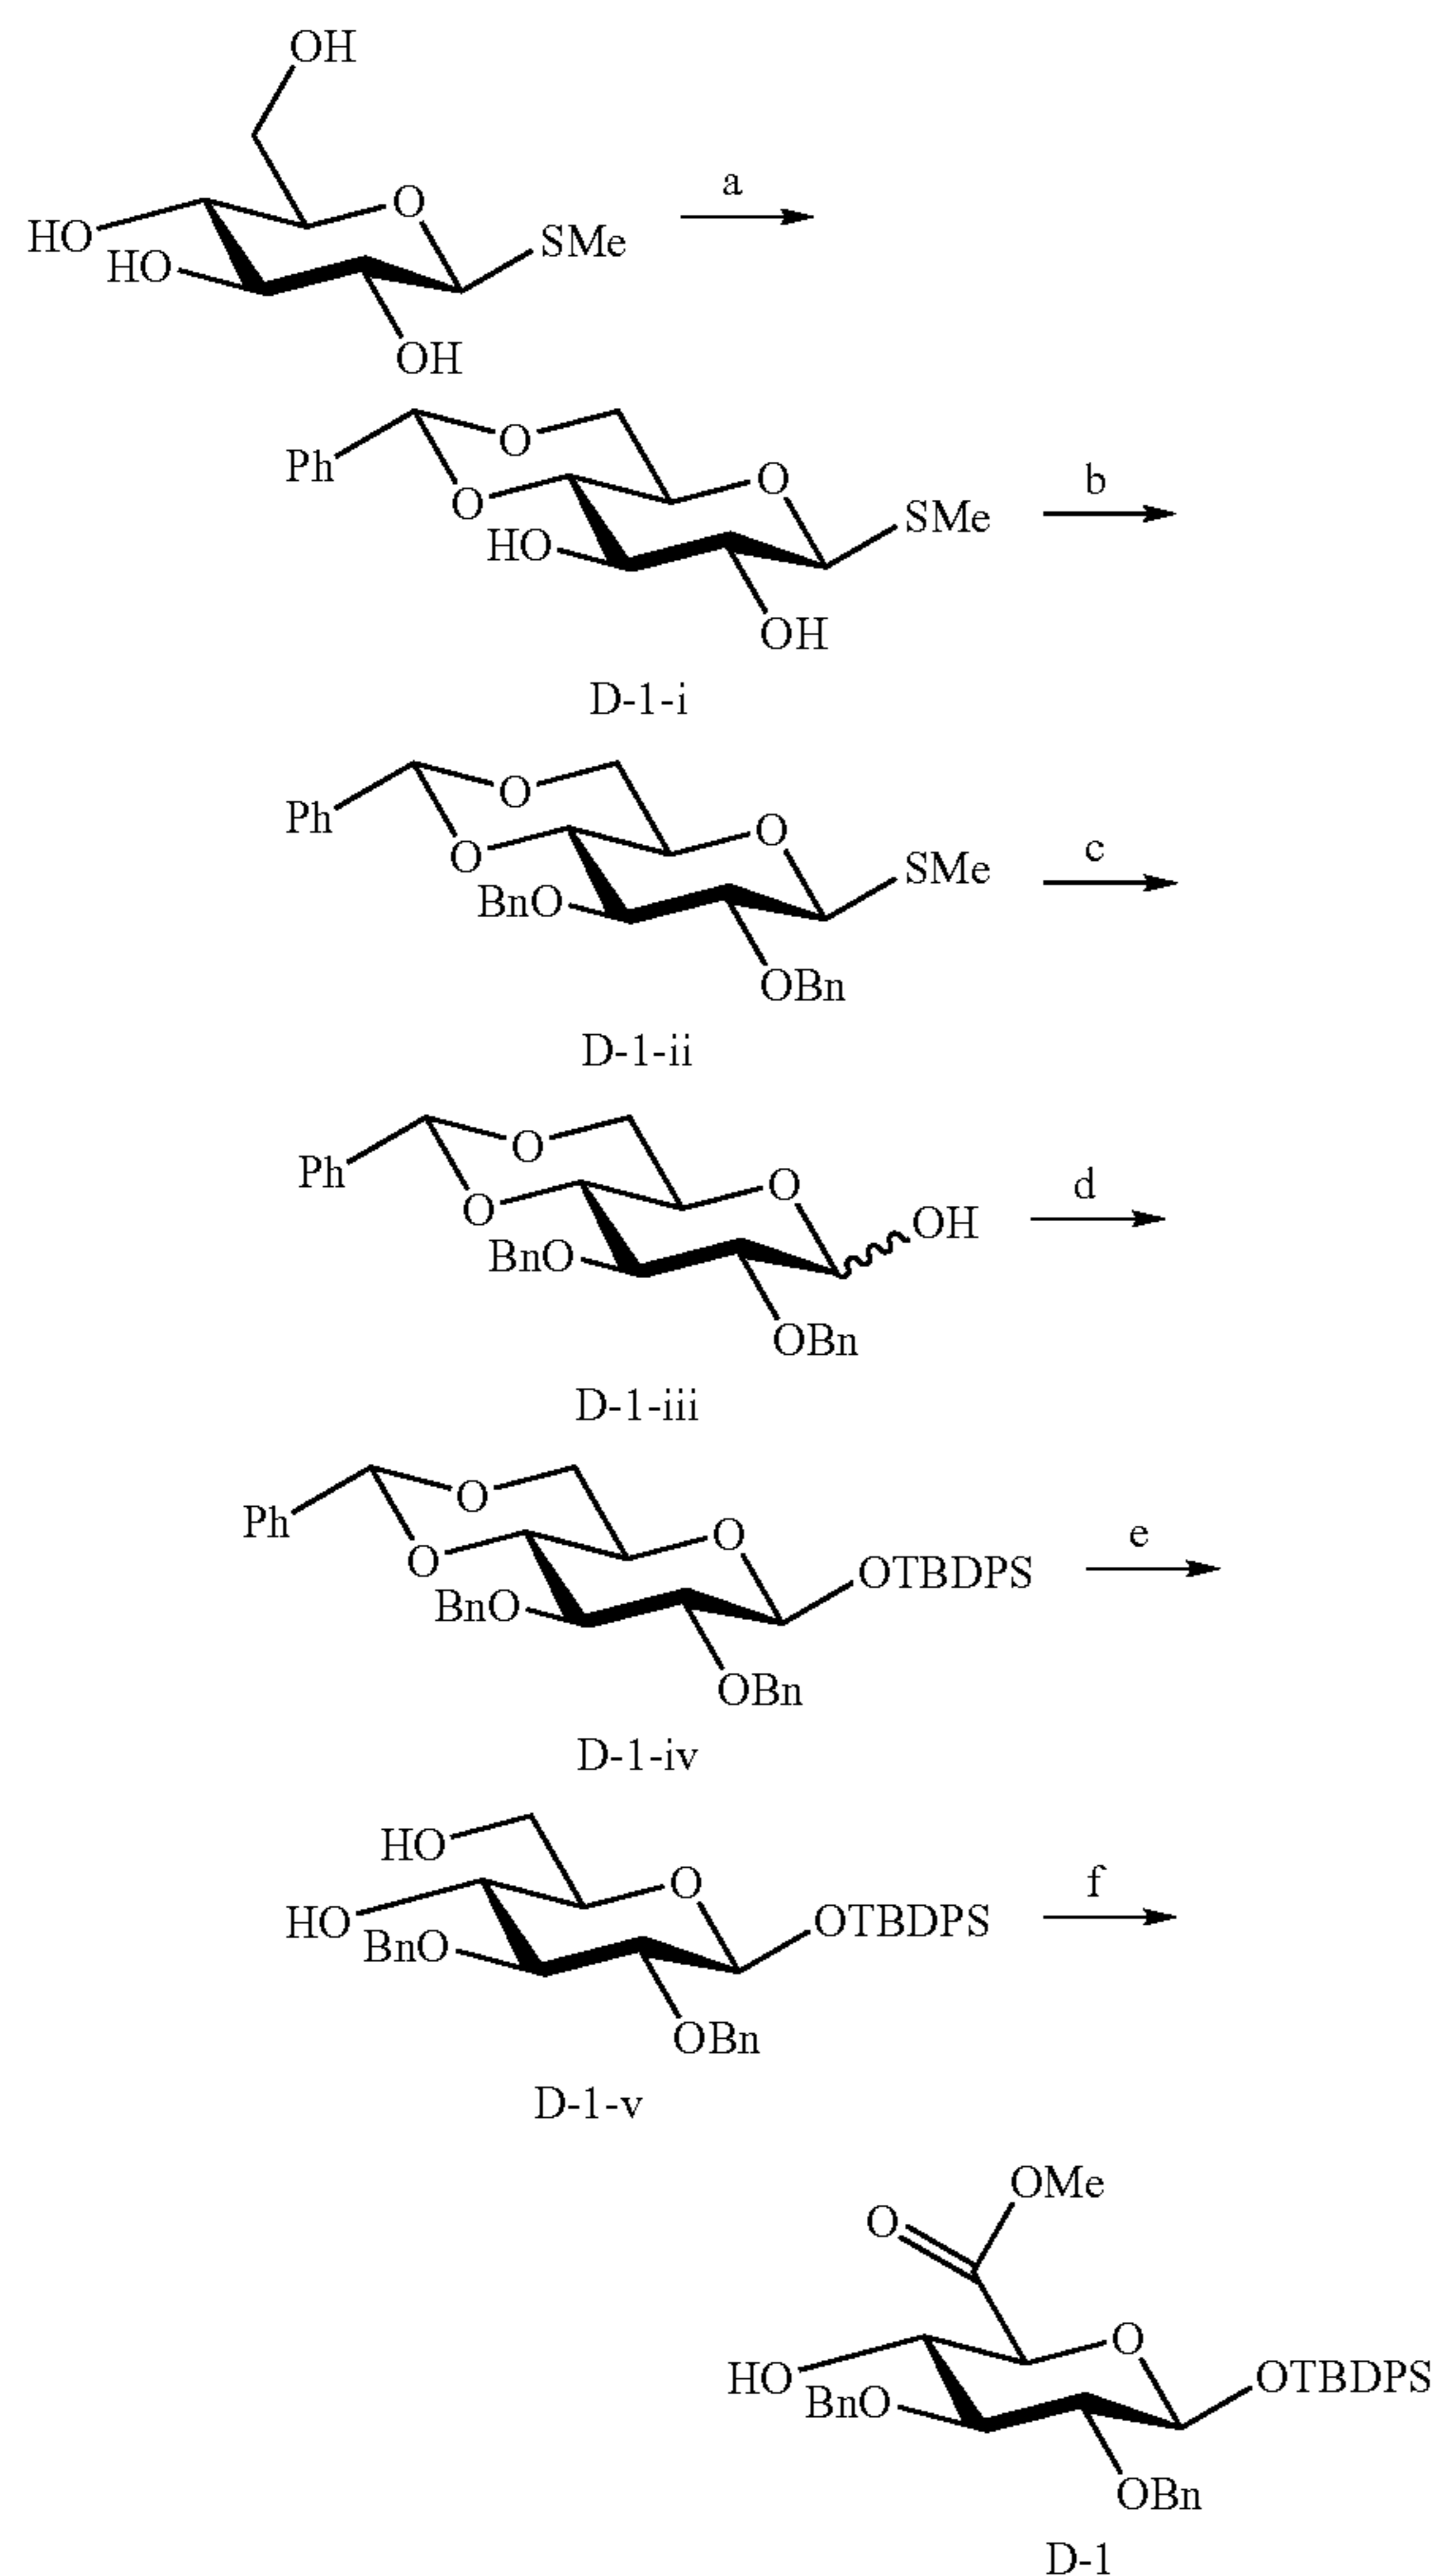 OH
O
HO
HO
SMe
OH
a
O
O
Ph
O
HO
SMe
OH
b
D-1-i
O
O
Ph
O
BnO
SMe
OBn
c
D-1-ii
O
O
Ph
O
BnO
OH
OBn
d
D-1-iii
O
O
Ph
O
BnO
OTBDPS
OBn
e
D-1-iv
HO
O
HO
BnO
OTBDPS
OBn
f
D-1-v
OMe
O
O
HO
BnO
OTBDPS
OBn
D-1